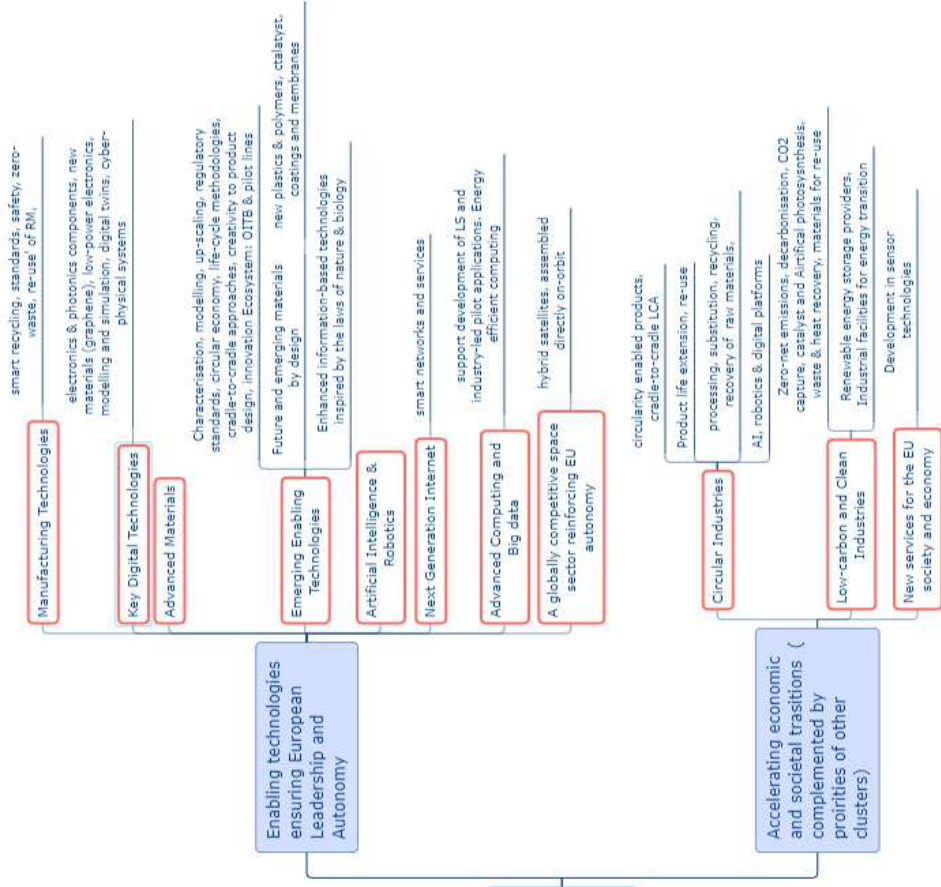 Enabling technologies
ensuring European
Leadership and
Autonomy
Manufacturing Technologies
smart recycling, standards, safety, zero-
waste, re-use of RM,
Key Digital Technologies
electronics & photonics components, new
materials (graphene), low-power electronics,
modelling and simulation, digital twins, cyber-
physical systems
Advanced Materials
Emerging Enabling
Technologies
Characterisation, modelling, up-scaling, regulatory
standards, circular economy, life-cycle methodologies,
cradle-to-cradle approaches, creativity to product
design, innovation Ecosystem: OITB & pilot lines
Future and emerging materials
by design
new plastics & polymers, ctalatyst,
coatings and membranes
Enhanced information-based technologies
inspired by the laws of nature & biology
Artificial Intelligence &
Robotics
Next Generation Internet
smart networks and services
Advanced Computing and
Big data
support development of LS and
industry-led pilot applications. Energy
efficient computing
A globally competitive space
sector reinforcing EU
autonomy
hybrid satellites, assembled
directly on-orbit
Accelerating economic
and societal trasitions (
complemented by
proirities of other
clusters)
Circular Industries
circularity enabled products,
cradle-to-cradle LCA
Product life extension, re-use
processing, substitution, recycling,
recovery of raw materials,
AI, robotics & digital platforms
Low-carbon and Clean
Industries
Zero-net emissions, decarbonisation, CO2
capture, catalyst and Airtifical photosysnthesis,
waste & heat recovery, materials for re-use
Renewable energy storage providers.
Industrial facilities for energy transition
New services for the EU
society and economy
Development in sensor
technologies